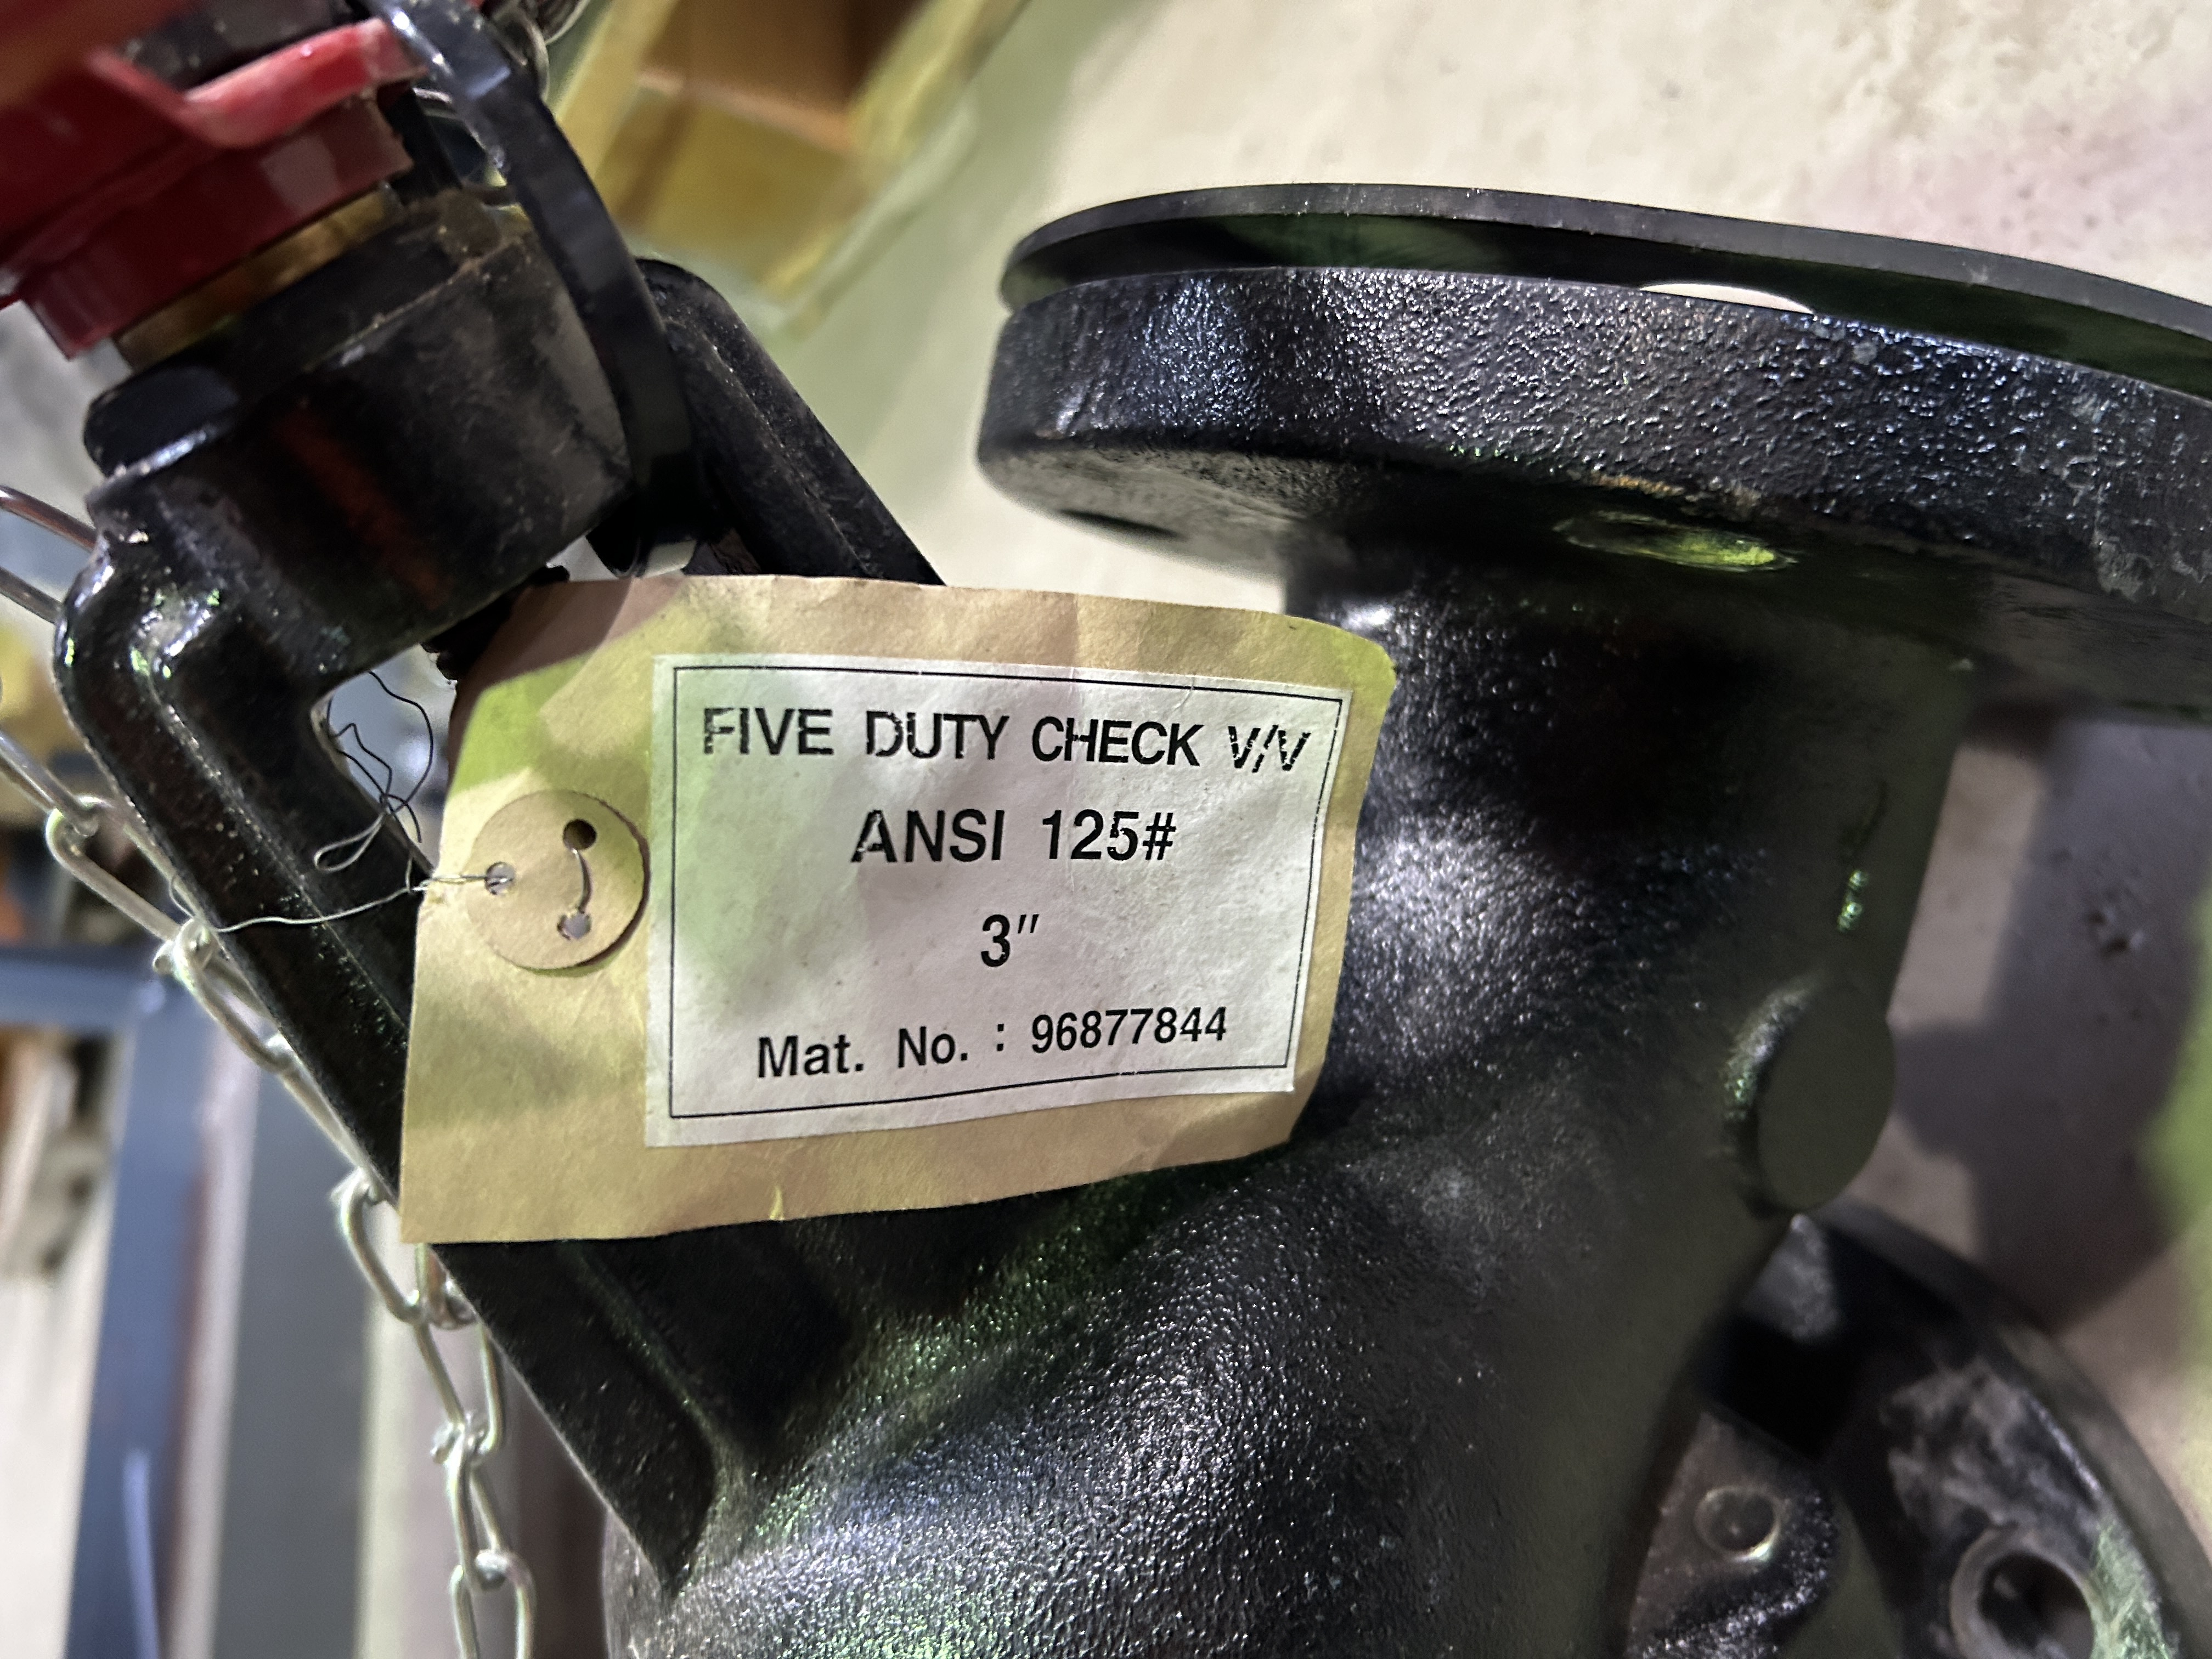 FIVE DUTY CHECK V/V
ANSI 125#
3"
Mat. No. : 96877844